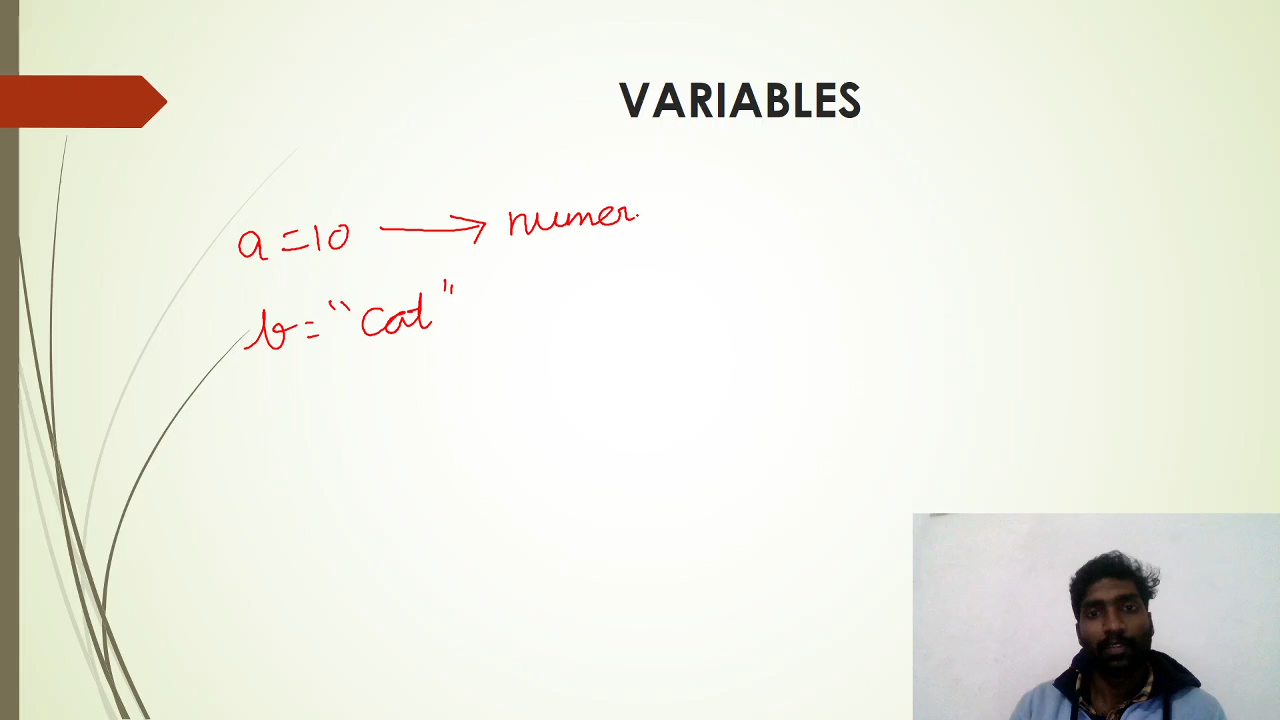 VARIABLES
a = 10 → numer.
b = "cat"